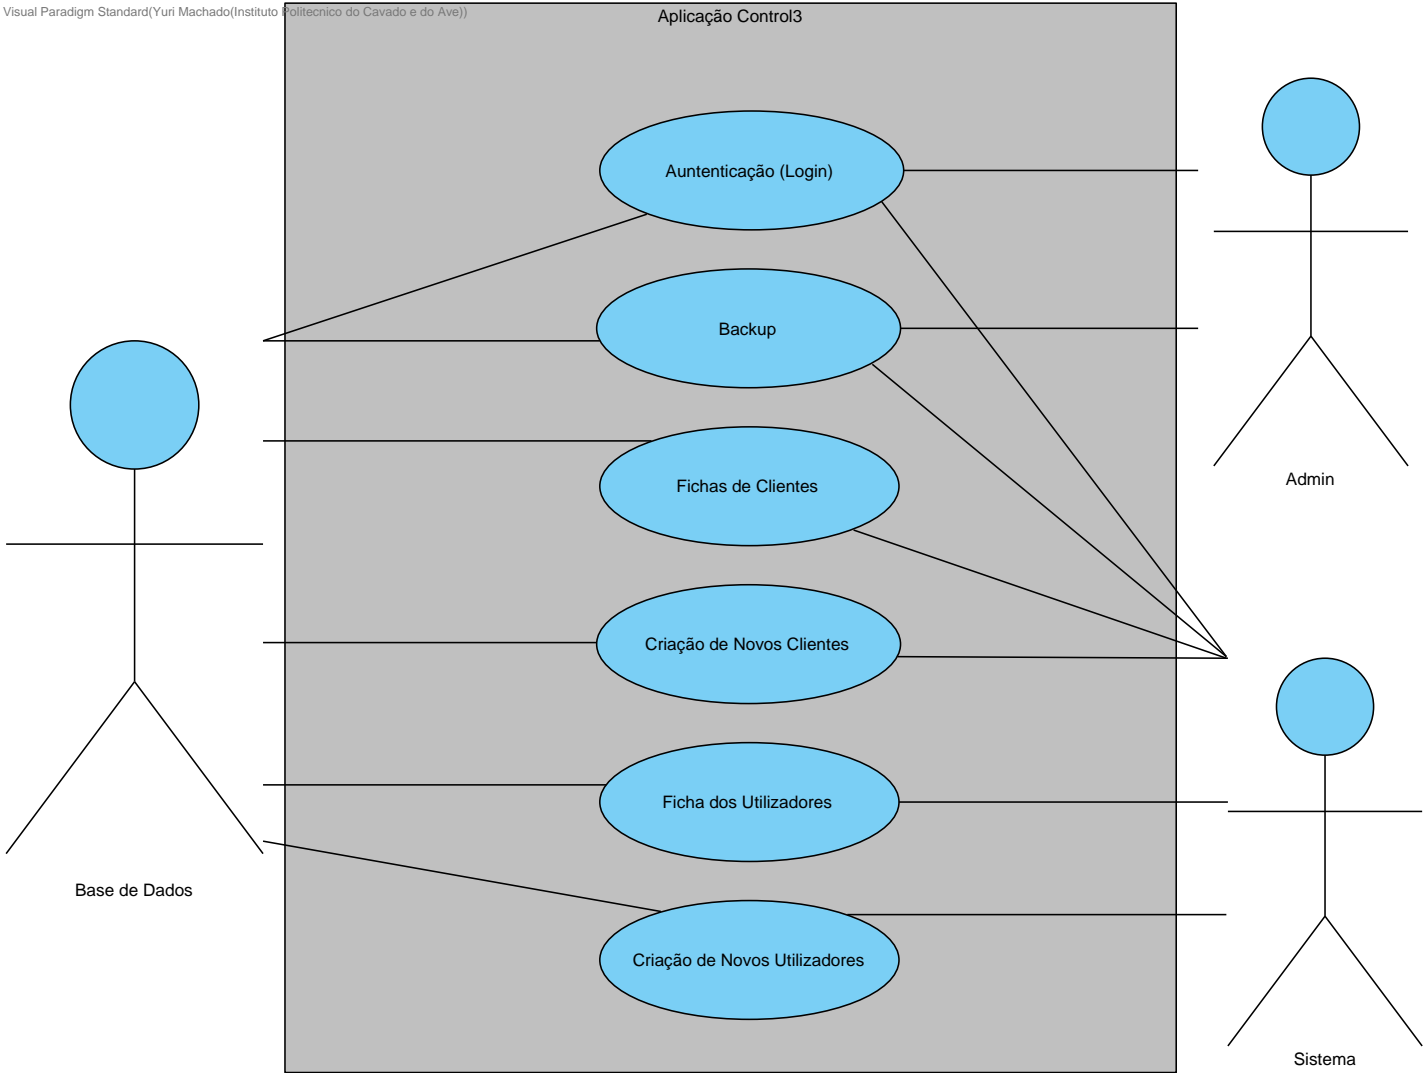 Visual Paradigm Standard(Yuri Machado(Instituto Politecnico do Cavado e do Ave))
Aplicação Control3
Auntenticação (Login)
Backup
Fichas de Clientes
Admin
Criação de Novos Clientes
Ficha dos Utilizadores
Base de Dados
Criação de Novos Utilizadores
Sistema